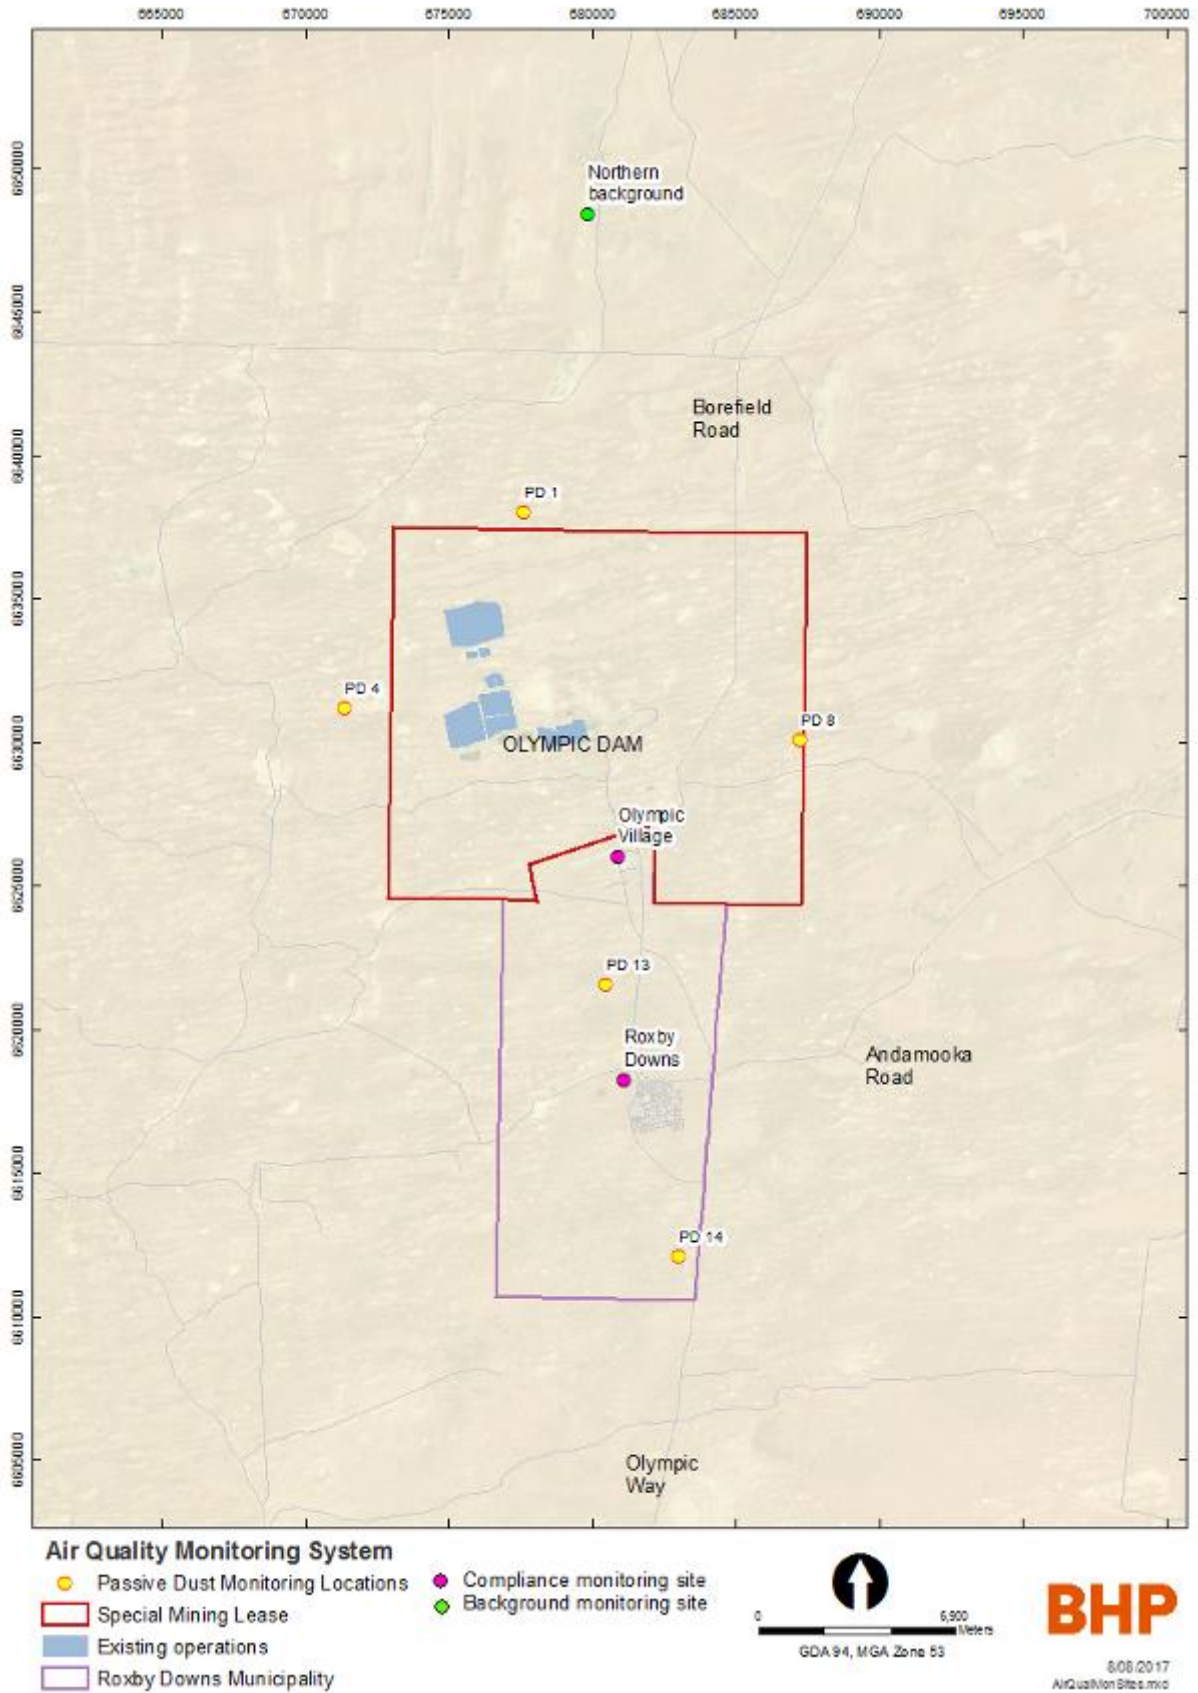 665000 670000 675000 680000 685000 690000 695000 700000
6650000
6645000
6640000
6635000
6630000
6625000
6620000
6615000
6610000
6605000
Northern
background
Borefield
Road
PD 1
PD 4
PD 8
OLYMPIC DAM
Olympic
Village
PD 13
Roxby
Downs
Andamooka
Road
PD 14
Olympic
Way
Air Quality Monitoring System
Passive Dust Monitoring Locations
Special Mining Lease
Existing operations
Roxby Downs Municipality
Compliance monitoring site
Background monitoring site
0 6,900
Meters
GDA 94, MGA Zone 53
BHP
8/08/2017
AirQualMonSites.mxd